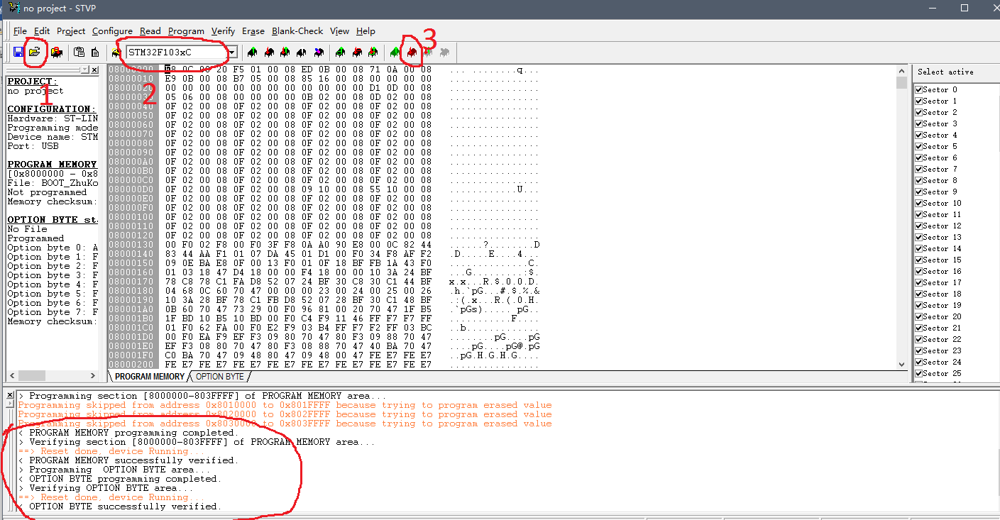 no project - STVP
File Edit Project Configure Read Program Verify Erase Blank-Check View Help
STM32F103xC
3
1
2
PROJECT:
no project
CONFIGURATION:
Hardware: ST-LIN
Programming mode
Device name: STM
Port: USB
PROGRAM MEMORY
[0x8000000 - 0x8
File: BOOT_ZhuKo
Not programmed
Memory checksum:
OPTION BYTE sta
No File
Programmed
Option byte 0: A
Option byte 1: F
Option byte 2: F
Option byte 3: F
Option byte 4: F
Option byte 5: F
Option byte 6: F
Option byte 7: F
Memory checksum:
08000000 0C 00 20 F5 01 00 08 ED 0B 00 08 71 0A 00 08 ... ........q...
08000010 E9 0B 00 08 B7 05 00 08 85 16 00 08 00 00 00 00 ................
08000020 00 00 00 00 00 00 00 00 00 00 00 00 D1 DD 00 08 ................
08000030 05 06 00 08 00 00 00 00 0B 02 00 08 0D 02 00 08 ................
08000040 0F 02 00 08 0F 02 00 08 0F 02 00 08 0F 02 00 08 ................
08000050 0F 02 00 08 0F 02 00 08 0F 02 00 08 0F 02 00 08 ................
08000060 0F 02 00 08 0F 02 00 08 0F 02 00 08 0F 02 00 08 ................
08000070 0F 02 00 08 0F 02 00 08 0F 02 00 08 0F 02 00 08 ................
08000080 0F 02 00 08 0F 02 00 08 0F 02 00 08 0F 02 00 08 ................
08000090 0F 02 00 08 0F 02 00 08 0F 02 00 08 0F 02 00 08 ................
080000A0 0F 02 00 08 0F 02 00 08 0F 02 00 08 0F 02 00 08 ................
080000B0 0F 02 00 08 0F 02 00 08 0F 02 00 08 0F 02 00 08 ................
080000C0 0F 02 00 08 0F 02 00 08 0F 02 00 08 0F 02 00 08 ................
080000D0 0F 02 00 08 0F 02 00 08 09 10 00 08 55 10 00 08 ............U...
080000E0 0F 02 00 08 0F 02 00 08 0F 02 00 08 0F 02 00 08 ................
080000F0 0F 02 00 08 0F 02 00 08 0F 02 00 08 0F 02 00 08 ................
08000100 0F 02 00 08 0F 02 00 08 0F 02 00 08 0F 02 00 08 ................
08000110 0F 02 00 08 0F 02 00 08 0F 02 00 08 0F 02 00 08 ................
08000120 0F 02 00 08 0F 02 00 08 0F 02 00 08 0F 02 00 08 ................
08000130 00 F0 02 F8 00 F0 3F F8 0A A0 90 E8 00 0C 82 44 ......?........D
08000140 83 44 AA F1 01 07 DA 45 01 D1 00 F0 34 F8 AF F2 .D.....E....4...
08000150 09 0E BA E8 0F 00 13 F0 01 0F 18 BF FB 1A 43 F0 ..............C.
08000160 01 03 18 47 D4 18 00 00 F4 18 00 00 10 3A 24 BF ...G.........:$.
08000170 78 C8 78 C1 FA D8 52 07 24 BF 30 C8 30 C1 44 BF x.x...R.$.0.0.D.
08000180 04 68 0C 60 70 47 00 00 00 23 00 24 00 25 00 26 .h.`pG...#.$.%.&
08000190 10 3A 28 BF 78 C1 FB D8 52 07 28 BF 30 C1 48 BF .:(.x...R.(.0.H.
080001A0 0B 60 70 47 73 29 00 F0 96 81 00 20 70 47 1F B5 .`pGs)..... pG..
080001B0 1F BD 10 B5 10 BD 00 F0 C4 F9 11 46 FF F7 F7 FF ...........F....
080001C0 01 F0 62 FA 00 F0 E2 F9 03 B4 FF F7 F2 FF 03 BC ..b.............
080001D0 00 F0 EA F9 EF F3 09 80 70 47 80 F3 09 88 70 47 ........pG....pG
080001E0 EF F3 08 80 70 47 80 F3 08 88 70 47 40 BA 70 47 ....pG....pG@.pG
080001F0 C0 BA 70 47 09 48 80 47 09 48 00 47 FE E7 FE E7 ..pG.H.G.H.G....
08000200 FE E7 FE E7 FE E7 FE E7 FE E7 FE E7 FE E7 FE E7 ................
PROGRAM MEMORY OPTION BYTE
Select active
Sector 0
Sector 1
Sector 2
Sector 3
Sector 4
Sector 5
Sector 6
Sector 7
Sector 8
Sector 9
Sector 10
Sector 11
Sector 12
Sector 13
Sector 14
Sector 15
Sector 16
Sector 17
Sector 18
Sector 19
Sector 20
Sector 21
Sector 22
Sector 23
Sector 24
Sector 25
> Programming section [8000000-803FFFF] of PROGRAM MEMORY area...
Programming skipped from address 0x8010000 to 0x801FFFF because trying to program erased value
Programming skipped from address 0x8020000 to 0x802FFFF because trying to program erased value
Programming skipped from address 0x8030000 to 0x803FFFF because trying to program erased value
< PROGRAM MEMORY programming completed.
> Verifying section [8000000-803FFFF] of PROGRAM MEMORY area...
==> Reset done, device Running...
< PROGRAM MEMORY successfully verified.
> Programming OPTION BYTE area...
< OPTION BYTE programming completed.
> Verifying OPTION BYTE area...
==> Reset done, device Running...
< OPTION BYTE successfully verified.